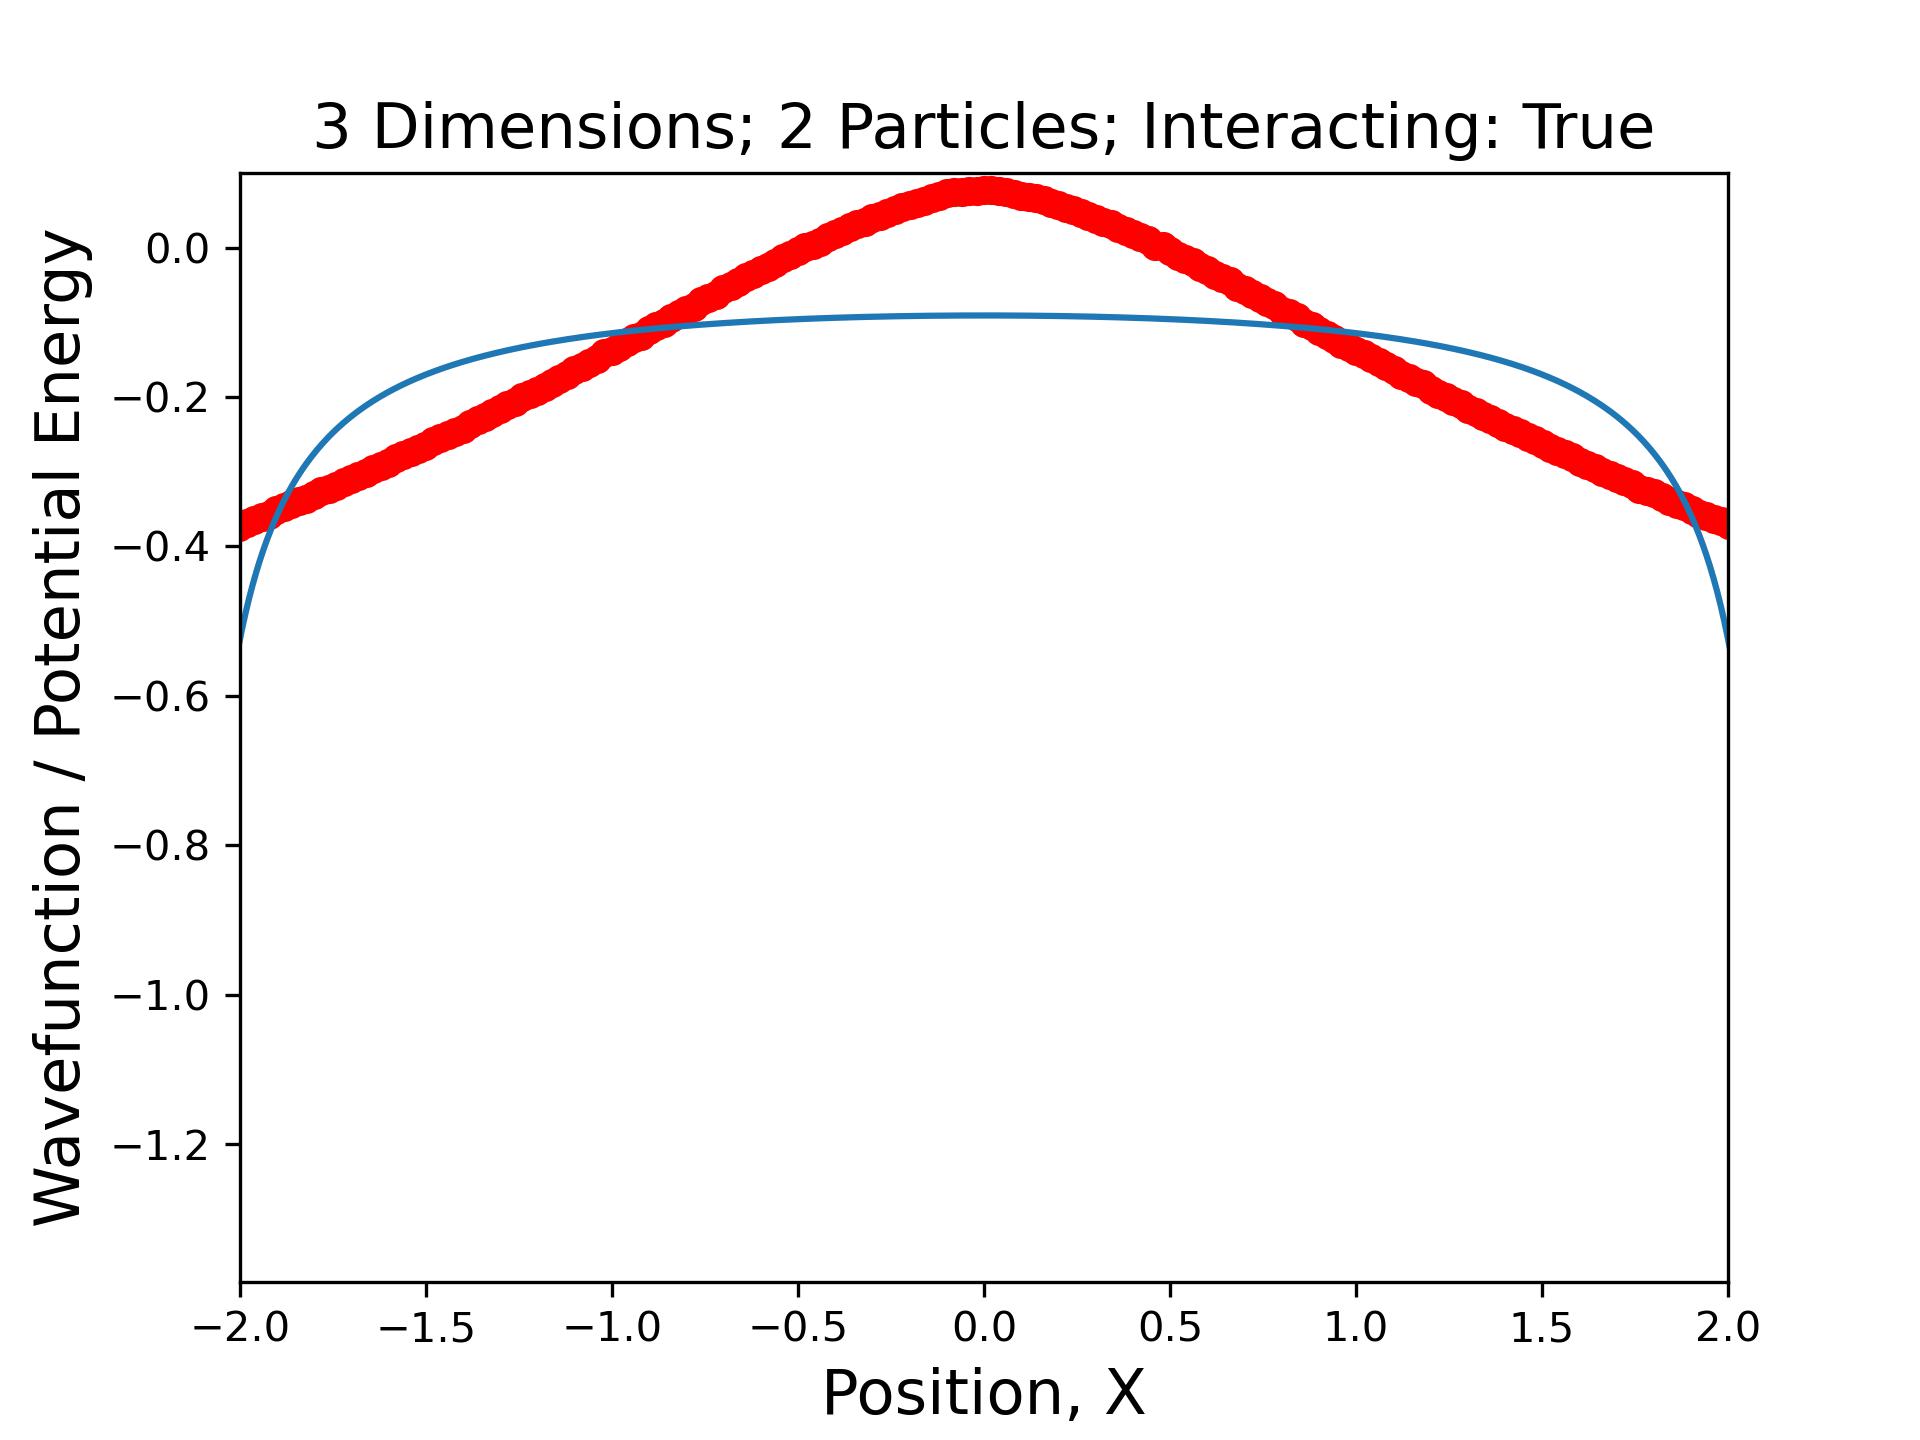 3 Dimensions; 2 Particles; Interacting: True
Wavefunction / Potential Energy
0.0
−0.2
−0.4
−0.6
−0.8
−1.0
−1.2
−2.0 −1.5 −1.0 −0.5 0.0 0.5 1.0 1.5 2.0
Position, X